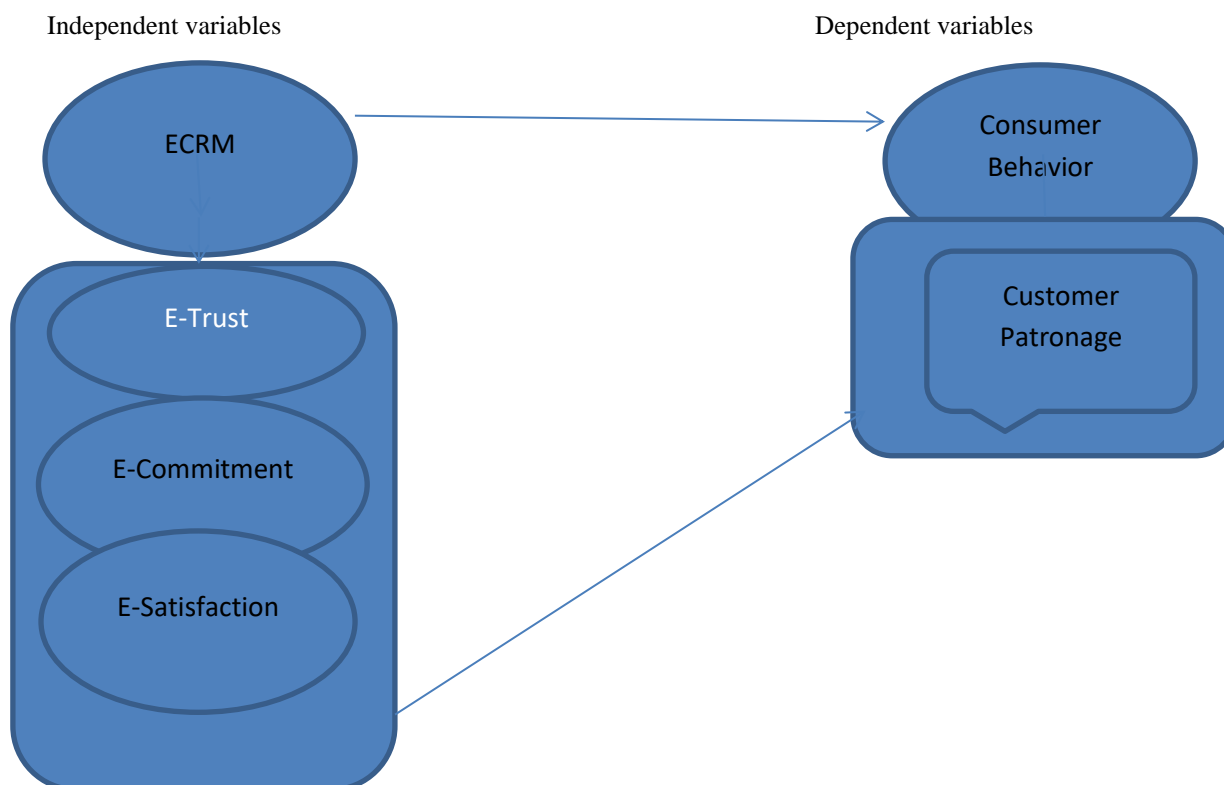 Independent variables
Dependent variables
ECRM
Consumer
Behavior
E-Trust
Customer
Patronage
E-Commitment
E-Satisfaction